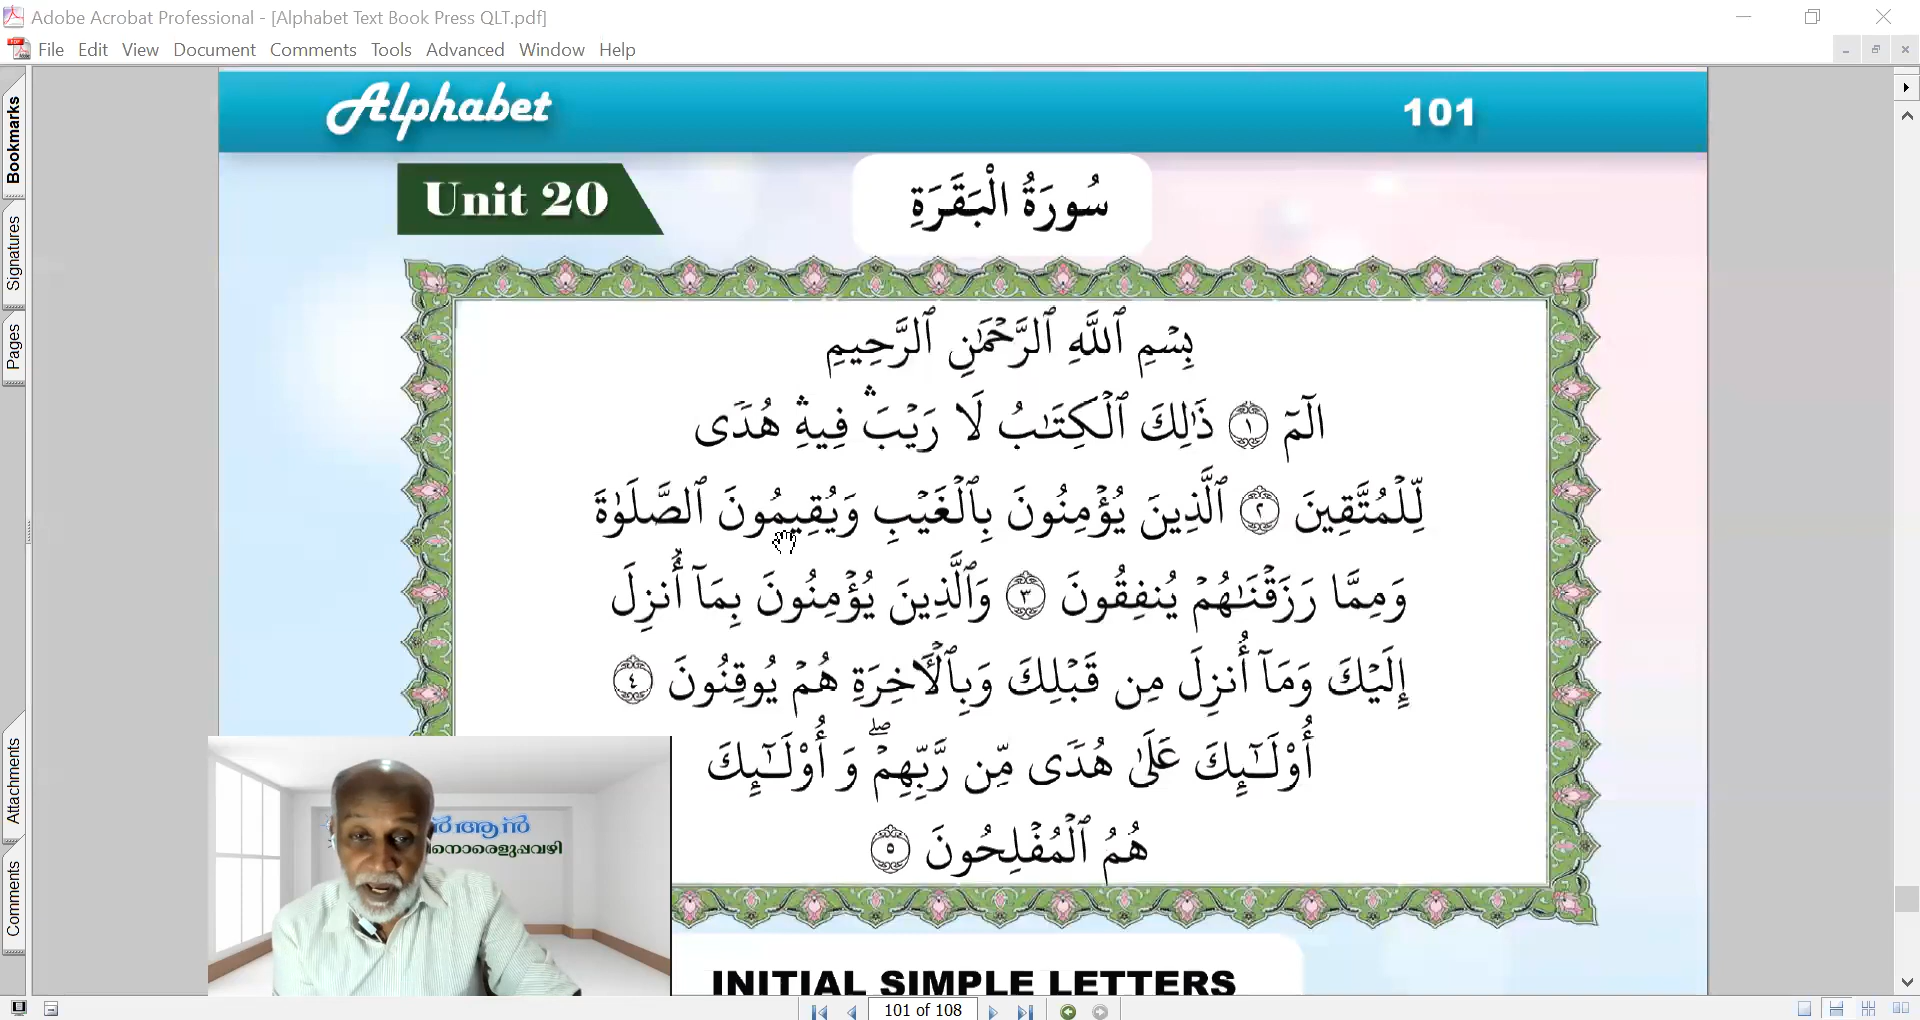 Adobe Acrobat Professional - [Alphabet Text Book Press QLT.pdf]
File Edit View Document Comments Tools Advanced Window Help
Bookmarks
Signatures
Pages
Attachments
Comments
Alphabet
101
Unit 20
سُورَةُ الْبَقَرَةِ
بِسۡمِ ٱللَّهِ ٱلرَّحۡمَٰنِ ٱلرَّحِيمِ
الٓمٓ ١ ذَٰلِكَ ٱلۡكِتَٰبُ لَا رَيۡبَۛ فِيهِۛ هُدٗى
لِّلۡمُتَّقِينَ ٢ ٱلَّذِينَ يُؤۡمِنُونَ بِٱلۡغَيۡبِ وَيُقِيمُونَ ٱلصَّلَوٰةَ
وَمِمَّا رَزَقۡنَٰهُمۡ يُنفِقُونَ ٣ وَٱلَّذِينَ يُؤۡمِنُونَ بِمَآ أُنزِلَ
إِلَيۡكَ وَمَآ أُنزِلَ مِن قَبۡلِكَ وَبِٱلۡأٓخِرَةِ هُمۡ يُوقِنُونَ ٤
أُوْلَٰٓئِكَ عَلَىٰ هُدٗى مِّن رَّبِّهِمۡۖ وَ أُوْلَٰٓئِكَ
هُمُ ٱلۡمُفۡلِحُونَ ٥
INITIAL SIMPLE LETTERS
101 of 108